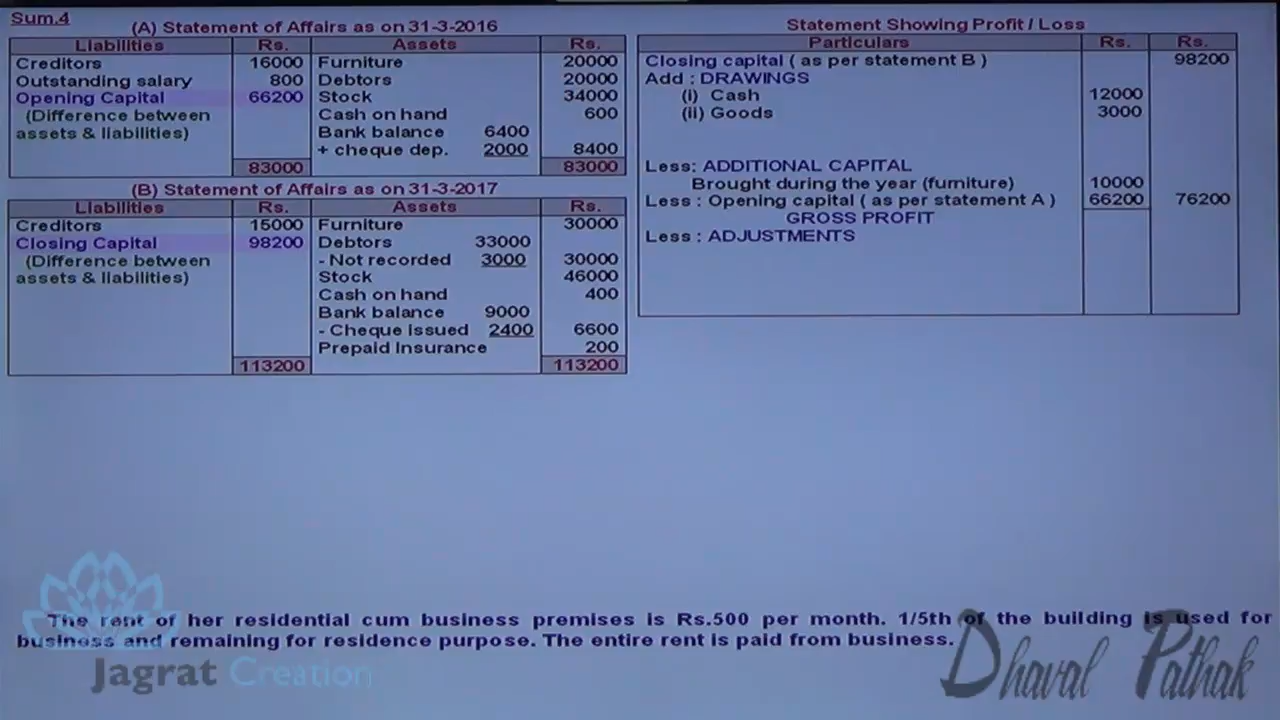 Sum.4
(A) Statement of Affairs as on 31-3-2016
Liabilities Rs. Assets Rs.
Creditors 16000 Furniture 20000
Outstanding salary 800 Debtors 20000
Opening Capital 66200 Stock 34000
(Difference between Cash on hand 600
assets & liabilities) Bank balance 6400
+ cheque dep. 2000 8400
83000 83000
(B) Statement of Affairs as on 31-3-2017
Liabilities Rs. Assets Rs.
Creditors 15000 Furniture 30000
Closing Capital 98200 Debtors 33000
(Difference between - Not recorded 3000 30000
assets & liabilities) Stock 46000
Cash on hand 400
Bank balance 9000
- Cheque issued 2400 6600
Prepaid Insurance 200
113200 113200
Statement Showing Profit / Loss
Particulars Rs. Rs.
Closing capital ( as per statement B ) 98200
Add : DRAWINGS
(i) Cash 12000
(ii) Goods 3000
Less: ADDITIONAL CAPITAL
Brought during the year (furniture) 10000
Less : Opening capital ( as per statement A ) 66200 76200
GROSS PROFIT
Less : ADJUSTMENTS
The rent of her residential cum business premises is Rs.500 per month. 1/5th of the building is used for
business and remaining for residence purpose. The entire rent is paid from business.
Jagrat Creation
Dhaval Pathak